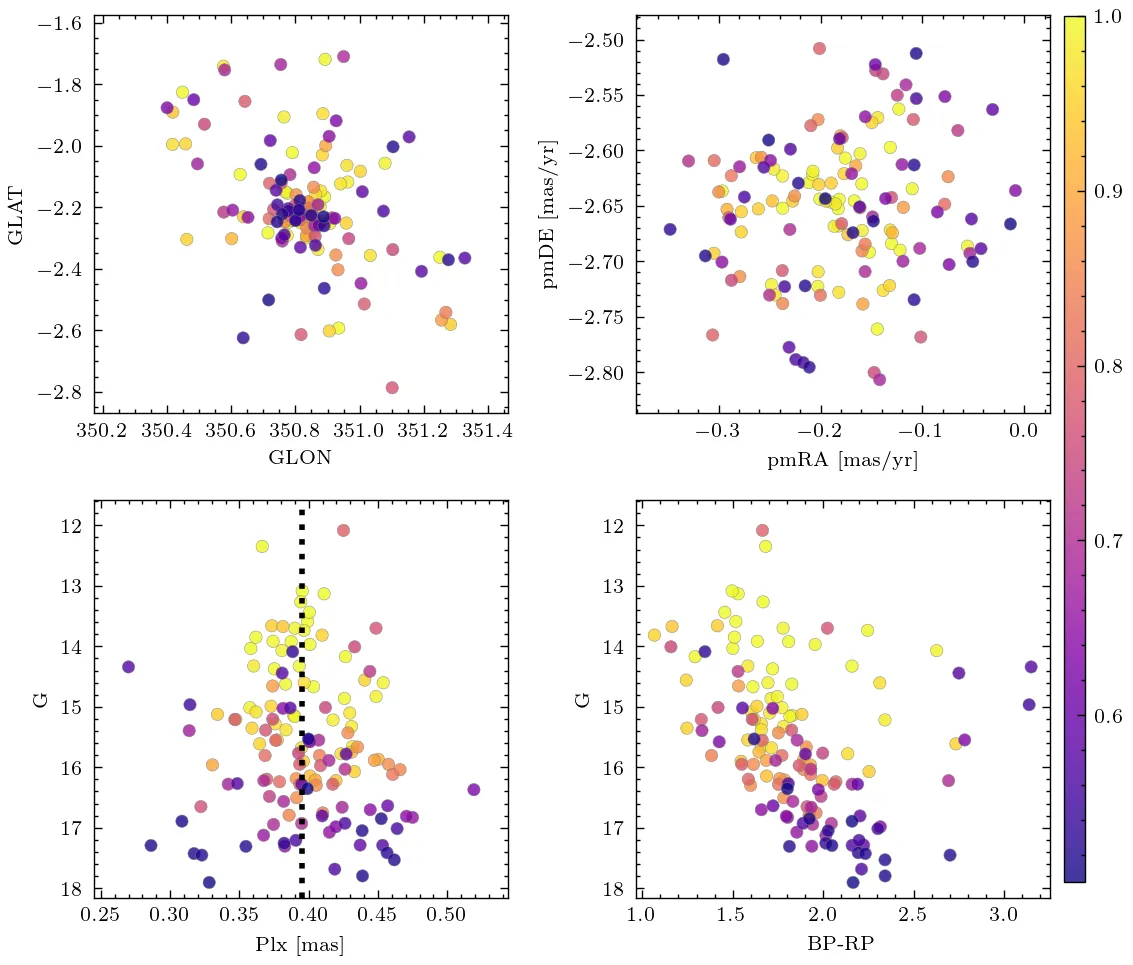 −1.6
−1.8
−2.0
−2.2
−2.4
−2.6
−2.8
GLAT
350.2 350.4 350.6 350.8 351.0 351.2 351.4
GLON
−2.50
−2.55
−2.60
−2.65
−2.70
−2.75
−2.80
pmDE [mas/yr]
−0.3 −0.2 −0.1 0.0
pmRA [mas/yr]
12
13
14
15
16
17
18
G
0.25 0.30 0.35 0.40 0.45 0.50
Plx [mas]
12
13
14
15
16
17
18
G
1.0 1.5 2.0 2.5 3.0
BP-RP
1.0
0.9
0.8
0.7
0.6